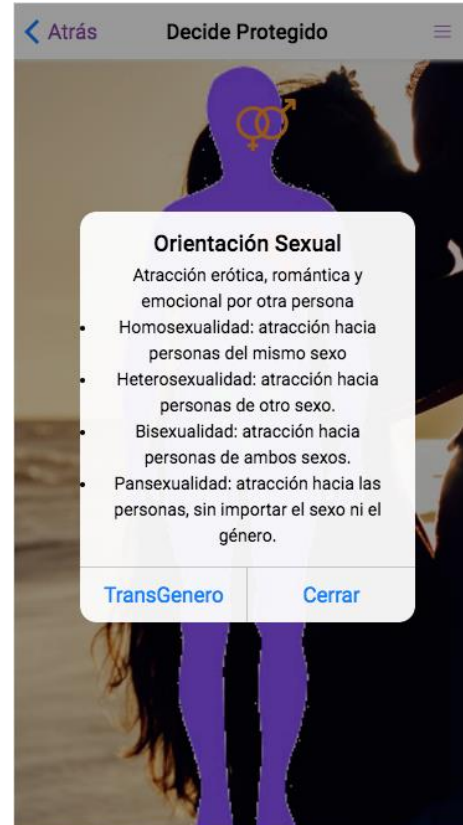 Atrás
Decide Protegido
Orientación Sexual
Atracción erótica, romántica y
emocional por otra persona
• Homosexualidad: atracción hacia
personas del mismo sexo
• Heterosexualidad: atracción hacia
personas de otro sexo.
• Bisexualidad: atracción hacia
personas de ambos sexos.
• Pansexualidad: atracción hacia las
personas, sin importar el sexo ni el
género.
TransGenero
Cerrar